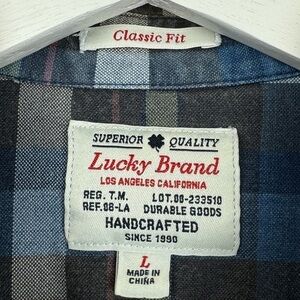 Classic Fit
SUPERIOR QUALITY
Lucky Brand
LOS ANGELES CALIFORNIA
REG. T.M. LOT.08-233510
REF.08-LA DURABLE GOODS
HANDCRAFTED
SINCE 1990
L
MADE IN
CHINA